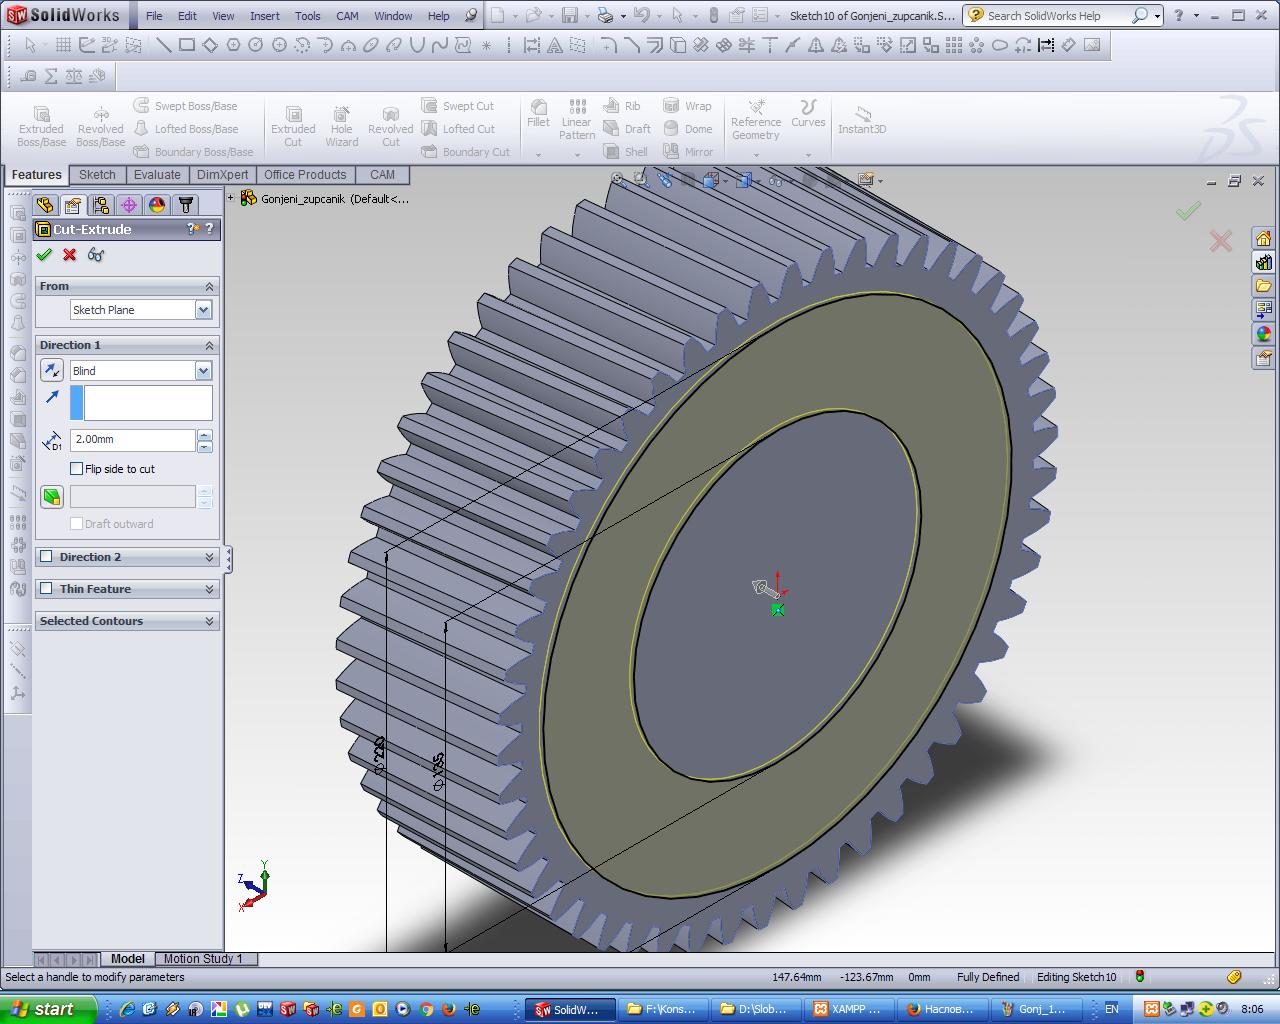 SolidWorks File Edit View Insert Tools CAM Window Help Sketch10 of Gonjeni_zupcanik.S... Search SolidWorks Help
Extruded Boss/Base
Revolved Boss/Base
Swept Boss/Base
Lofted Boss/Base
Boundary Boss/Base
Extruded Cut
Hole Wizard
Revolved Cut
Swept Cut
Lofted Cut
Boundary Cut
Fillet
Linear Pattern
Rib
Draft
Shell
Wrap
Dome
Mirror
Reference Geometry
Curves
Instant3D
Features Sketch Evaluate DimXpert Office Products CAM
Gonjeni_zupcanik (Default<...
Cut-Extrude
From
Sketch Plane
Direction 1
Blind
D1 2.00mm
Flip side to cut
Draft outward
Direction 2
Thin Feature
Selected Contours
Y
Z
X
Model Motion Study 1
Select a handle to modify parameters 147.64mm -123.67mm 0mm Fully Defined Editing Sketch10
start SolidW... F:\Kons... D:\Slob... XAMPP ... Наслов... Gonj_1... EN 8:06